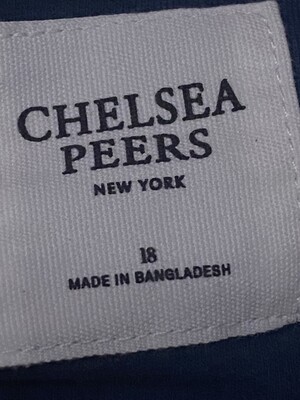 CHELSEA
PEERS
NEW YORK
18
MADE IN BANGLADESH